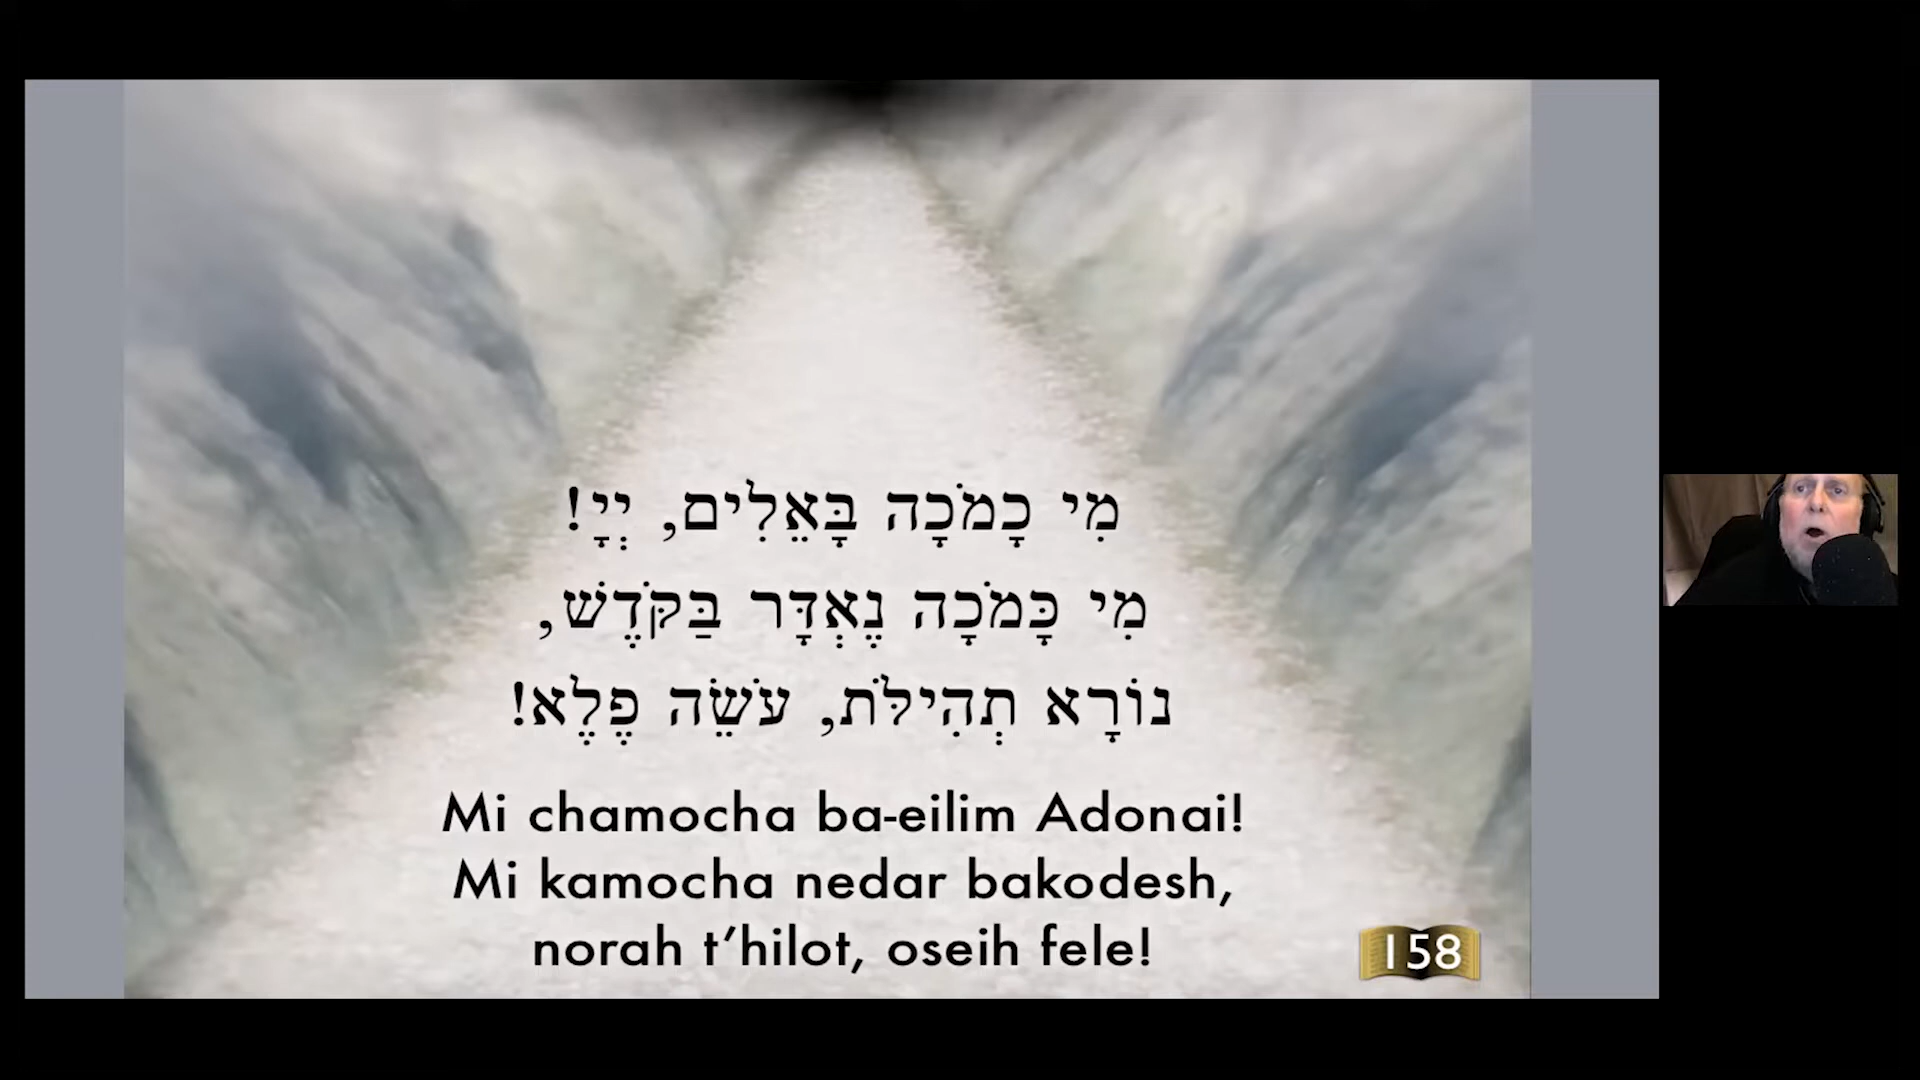 מִי כָמֹכָה בָּאֵלִים, יְיָ!
מִי כָּמֹכָה נֶאְדָּר בַּקֹּדֶשׁ,
נוֹרָא תְהִילֹּת, עֹשֵׂה פֶלֶא!
Mi chamocha ba-eilim Adonai!
Mi kamocha nedar bakodesh,
norah t’hilot, oseih fele!
158